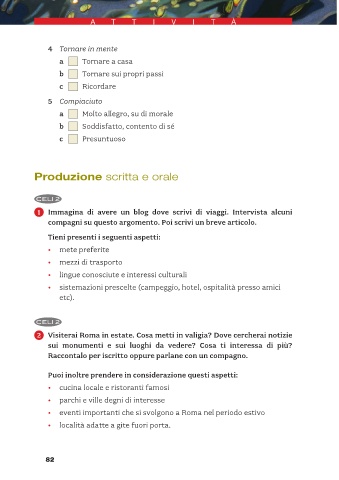 ATTIVITÀ
4 Tornare in mente
a Tornare a casa
b Tornare sui propri passi
c Ricordare
5 Compiaciuto
a Molto allegro, su di morale
b Soddisfatto, contento di sé
c Presuntuoso
Produzione scritta e orale
CELI 2
1 Immagina di avere un blog dove scrivi di viaggi. Intervista alcuni
compagni su questo argomento. Poi scrivi un breve articolo.
Tieni presenti i seguenti aspetti:
• mete preferite
• mezzi di trasporto
• lingue conosciute e interessi culturali
• sistemazioni prescelte (campeggio, hotel, ospitalità presso amici
etc).
CELI 2
2 Visiterai Roma in estate. Cosa metti in valigia? Dove cercherai notizie
sui monumenti e sui luoghi da vedere? Cosa ti interessa di più?
Raccontalo per iscritto oppure parlane con un compagno.
Puoi inoltre prendere in considerazione questi aspetti:
• cucina locale e ristoranti famosi
• parchi e ville degni di interesse
• eventi importanti che si svolgono a Roma nel periodo estivo
• località adatte a gite fuori porta.
82